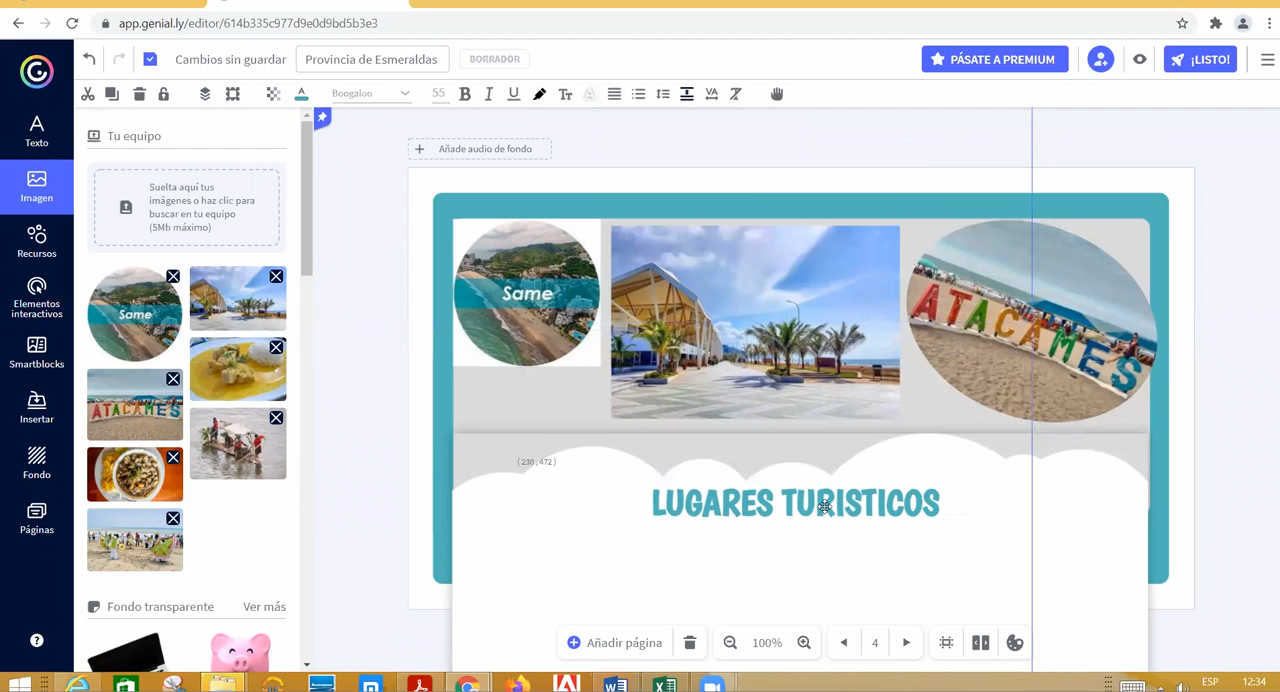 app.genial.ly/editor/614b335c977d9e0d9bd5b3e3
Cambios sin guardar
Provincia de Esmeraldas
BORRADOR
PÁSATE A PREMIUM
¡LISTO!
Boogaloo
55
B I U
Texto
Imagen
Recursos
Elementos
interactivos
Smartblocks
Insertar
Fondo
Páginas
Tu equipo
Suelta aquí tus
imágenes o haz clic para
buscar en tu equipo
(5Mb máximo)
Same
ATACAMES
Fondo transparente
Ver más
Añade audio de fondo
Same
ATACAMES
( 230 , 472 )
LUGARES TURISTICOS
Añadir página
100%
4
ESP
12:34